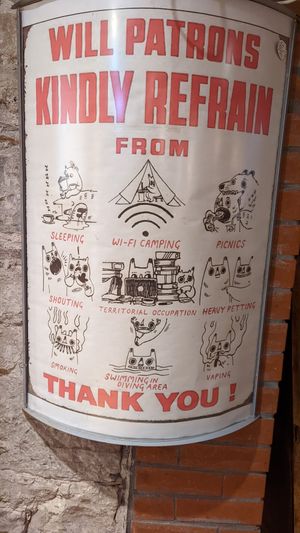 WILL PATRONS
KINDLY REFRAIN
FROM
SLEEPING
WI-FI CAMPING
PICNICS
SHOUTING
TERRITORIAL OCCUPATION
HEAVY PETTING
SMOKING
SWIMMING IN
DIVING AREA
VAPING
THANK YOU!